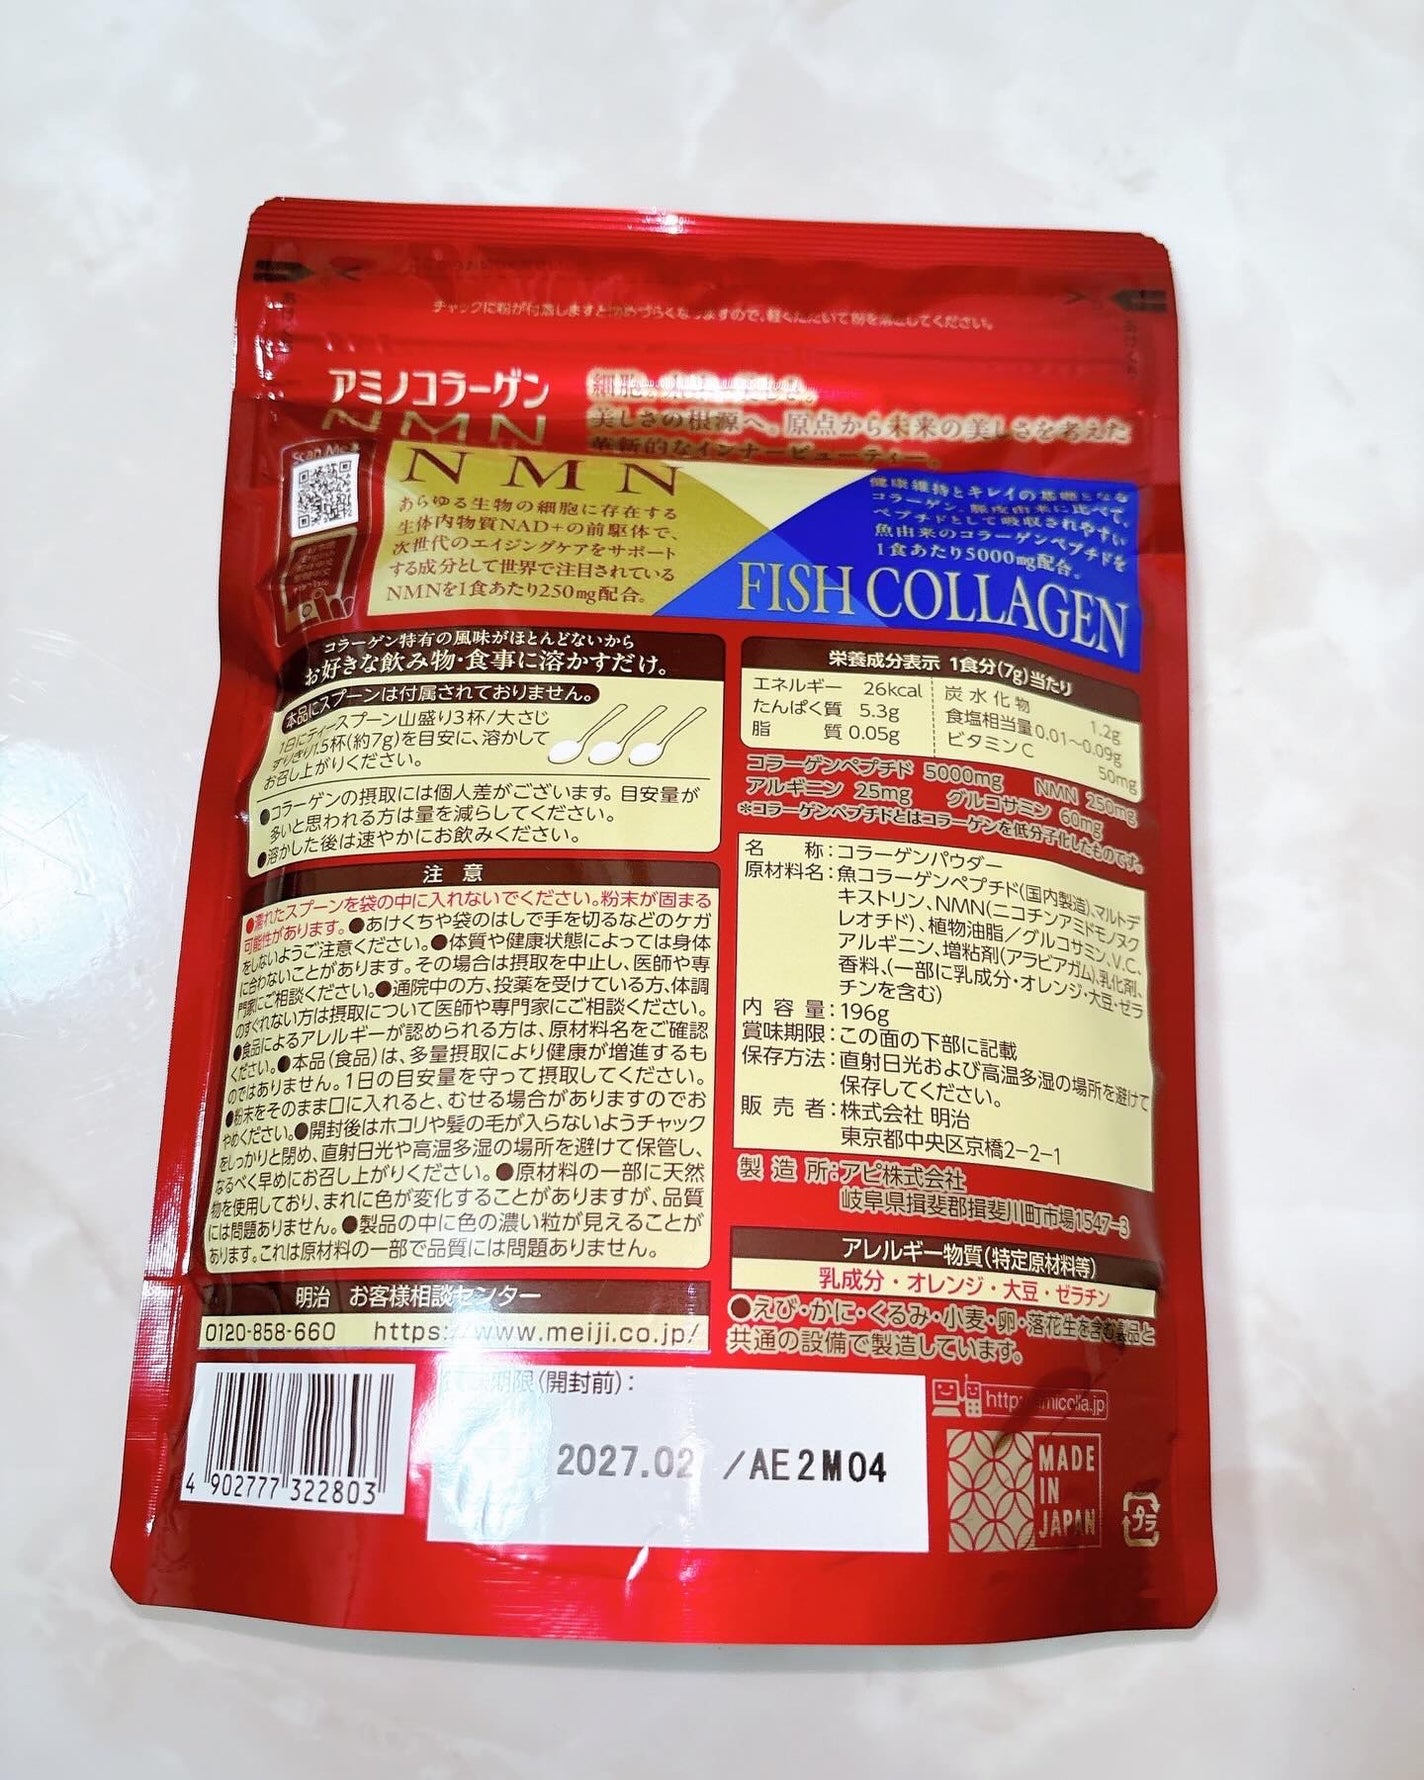 チャックに粉が付着しますと閉めづらくなりますので、軽くたたいて粉を落としてください。
アミノコラーゲン
NMN
美しさの根源へ。原点から未来の美しさを考えた
革新的なインナービューティー。
Scan Me!
NMN
あらゆる生物の細胞に存在する
生体内物質NAD+の前駆体で、
次世代のエイジングケアをサポート
する成分として世界で注目されている
NMNを1食あたり250mg配合。
健康維持とキレイの基礎となる
コラーゲン。豚皮由来に比べて、
ペプチドとして吸収されやすい
魚由来のコラーゲンペプチドを
1食あたり5000mg配合。
FISH COLLAGEN
コラーゲン特有の風味がほとんどないから
お好きな飲み物・食事に溶かすだけ。
本品にスプーンは付属されておりません。
1日にティースプーン山盛り3杯/大さじ
すりきり1.5杯(約7g)を目安に、溶かして
お召し上がりください。
●コラーゲンの摂取には個人差がございます。目安量が
多いと思われる方は量を減らしてください。
●溶かした後は速やかにお飲みください。
注 意
●濡れたスプーンを袋の中に入れないでください。粉末が固まる
可能性があります。●あけくちや袋のはしで手を切るなどのケガ
をしないようご注意ください。●体質や健康状態によっては身体
に合わないことがあります。その場合は摂取を中止し、医師や専
門家にご相談ください。●通院中の方、投薬を受けている方、体調
のすぐれない方は摂取について医師や専門家にご相談ください。
●食品によるアレルギーが認められる方は、原材料名をご確認
ください。●本品(食品)は、多量摂取により健康が増進するも
のではありません。1日の目安量を守って摂取してください。
●粉末をそのまま口に入れると、むせる場合がありますのでお
やめください。●開封後はホコリや髪の毛が入らないようチャック
をしっかりと閉め、直射日光や高温多湿の場所を避けて保管し、
なるべく早めにお召し上がりください。●原材料の一部に天然
物を使用しており、まれに色が変化することがありますが、品質
には問題ありません。●製品の中に色の濃い粒が見えることが
あります。これは原材料の一部で品質には問題ありません。
明治 お客様相談センター
0120-858-660 https://www.meiji.co.jp/
栄養成分表示 1食分(7g)当たり
エネルギー 26kcal 炭水化物 1.2g
たんぱく質 5.3g 食塩相当量 0.01~0.09g
脂質 0.05g ビタミンC 50mg
コラーゲンペプチド 5000mg NMN 250mg
アルギニン 25mg グルコサミン 60mg
*コラーゲンペプチドとはコラーゲンを低分子化したものです。
名称:コラーゲンパウダー
原材料名:魚コラーゲンペプチド(国内製造)、マルトデ
キストリン、NMN(ニコチンアミドモノヌク
レオチド)、植物油脂/グルコサミン、V.C、
アルギニン、増粘剤(アラビアガム)、乳化剤、
香料、(一部に乳成分・オレンジ・大豆・ゼラ
チンを含む)
内容量:196g
賞味期限:この面の下部に記載
保存方法:直射日光および高温多湿の場所を避けて
保存してください。
販売者:株式会社 明治
東京都中央区京橋2-2-1
製造所:アピ株式会社
岐阜県揖斐郡揖斐川町市場1547-3
アレルギー物質(特定原材料等)
乳成分・オレンジ・大豆・ゼラチン
●えび・かに・くるみ・小麦・卵・落花生を含む製品と
共通の設備で製造しています。
4 902777 322803
期限(開封前):
2027.02 /AE2M04
MADE
IN
JAPAN
プラ